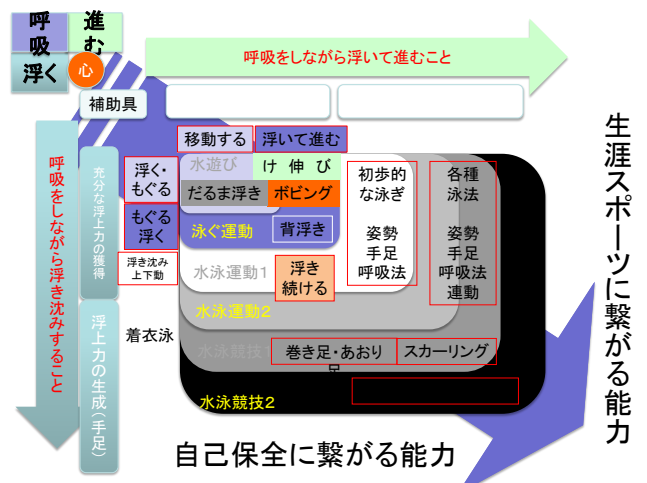 呼吸
進む
浮く
心
呼吸をしながら浮いて進むこと
補助具
移動する
浮いて進む
水遊び
け 伸 び
だるま浮き
ボビング
泳ぐ運動
背浮き
水泳運動1
浮き
続ける
水泳運動2
水泳競技1
巻き足・あおり
足
スカーリング
水泳競技2
初歩的
な泳ぎ
姿勢
手足
呼吸法
各種
泳法
姿勢
手足
呼吸法
連動
浮く・
もぐる
もぐる
浮く
浮き沈み
上下動
着衣泳
充分な浮上力の獲得
浮上力の生成(手足)
呼吸をしながら浮き沈みすること
生涯スポーツに繋がる能力
自己保全に繋がる能力